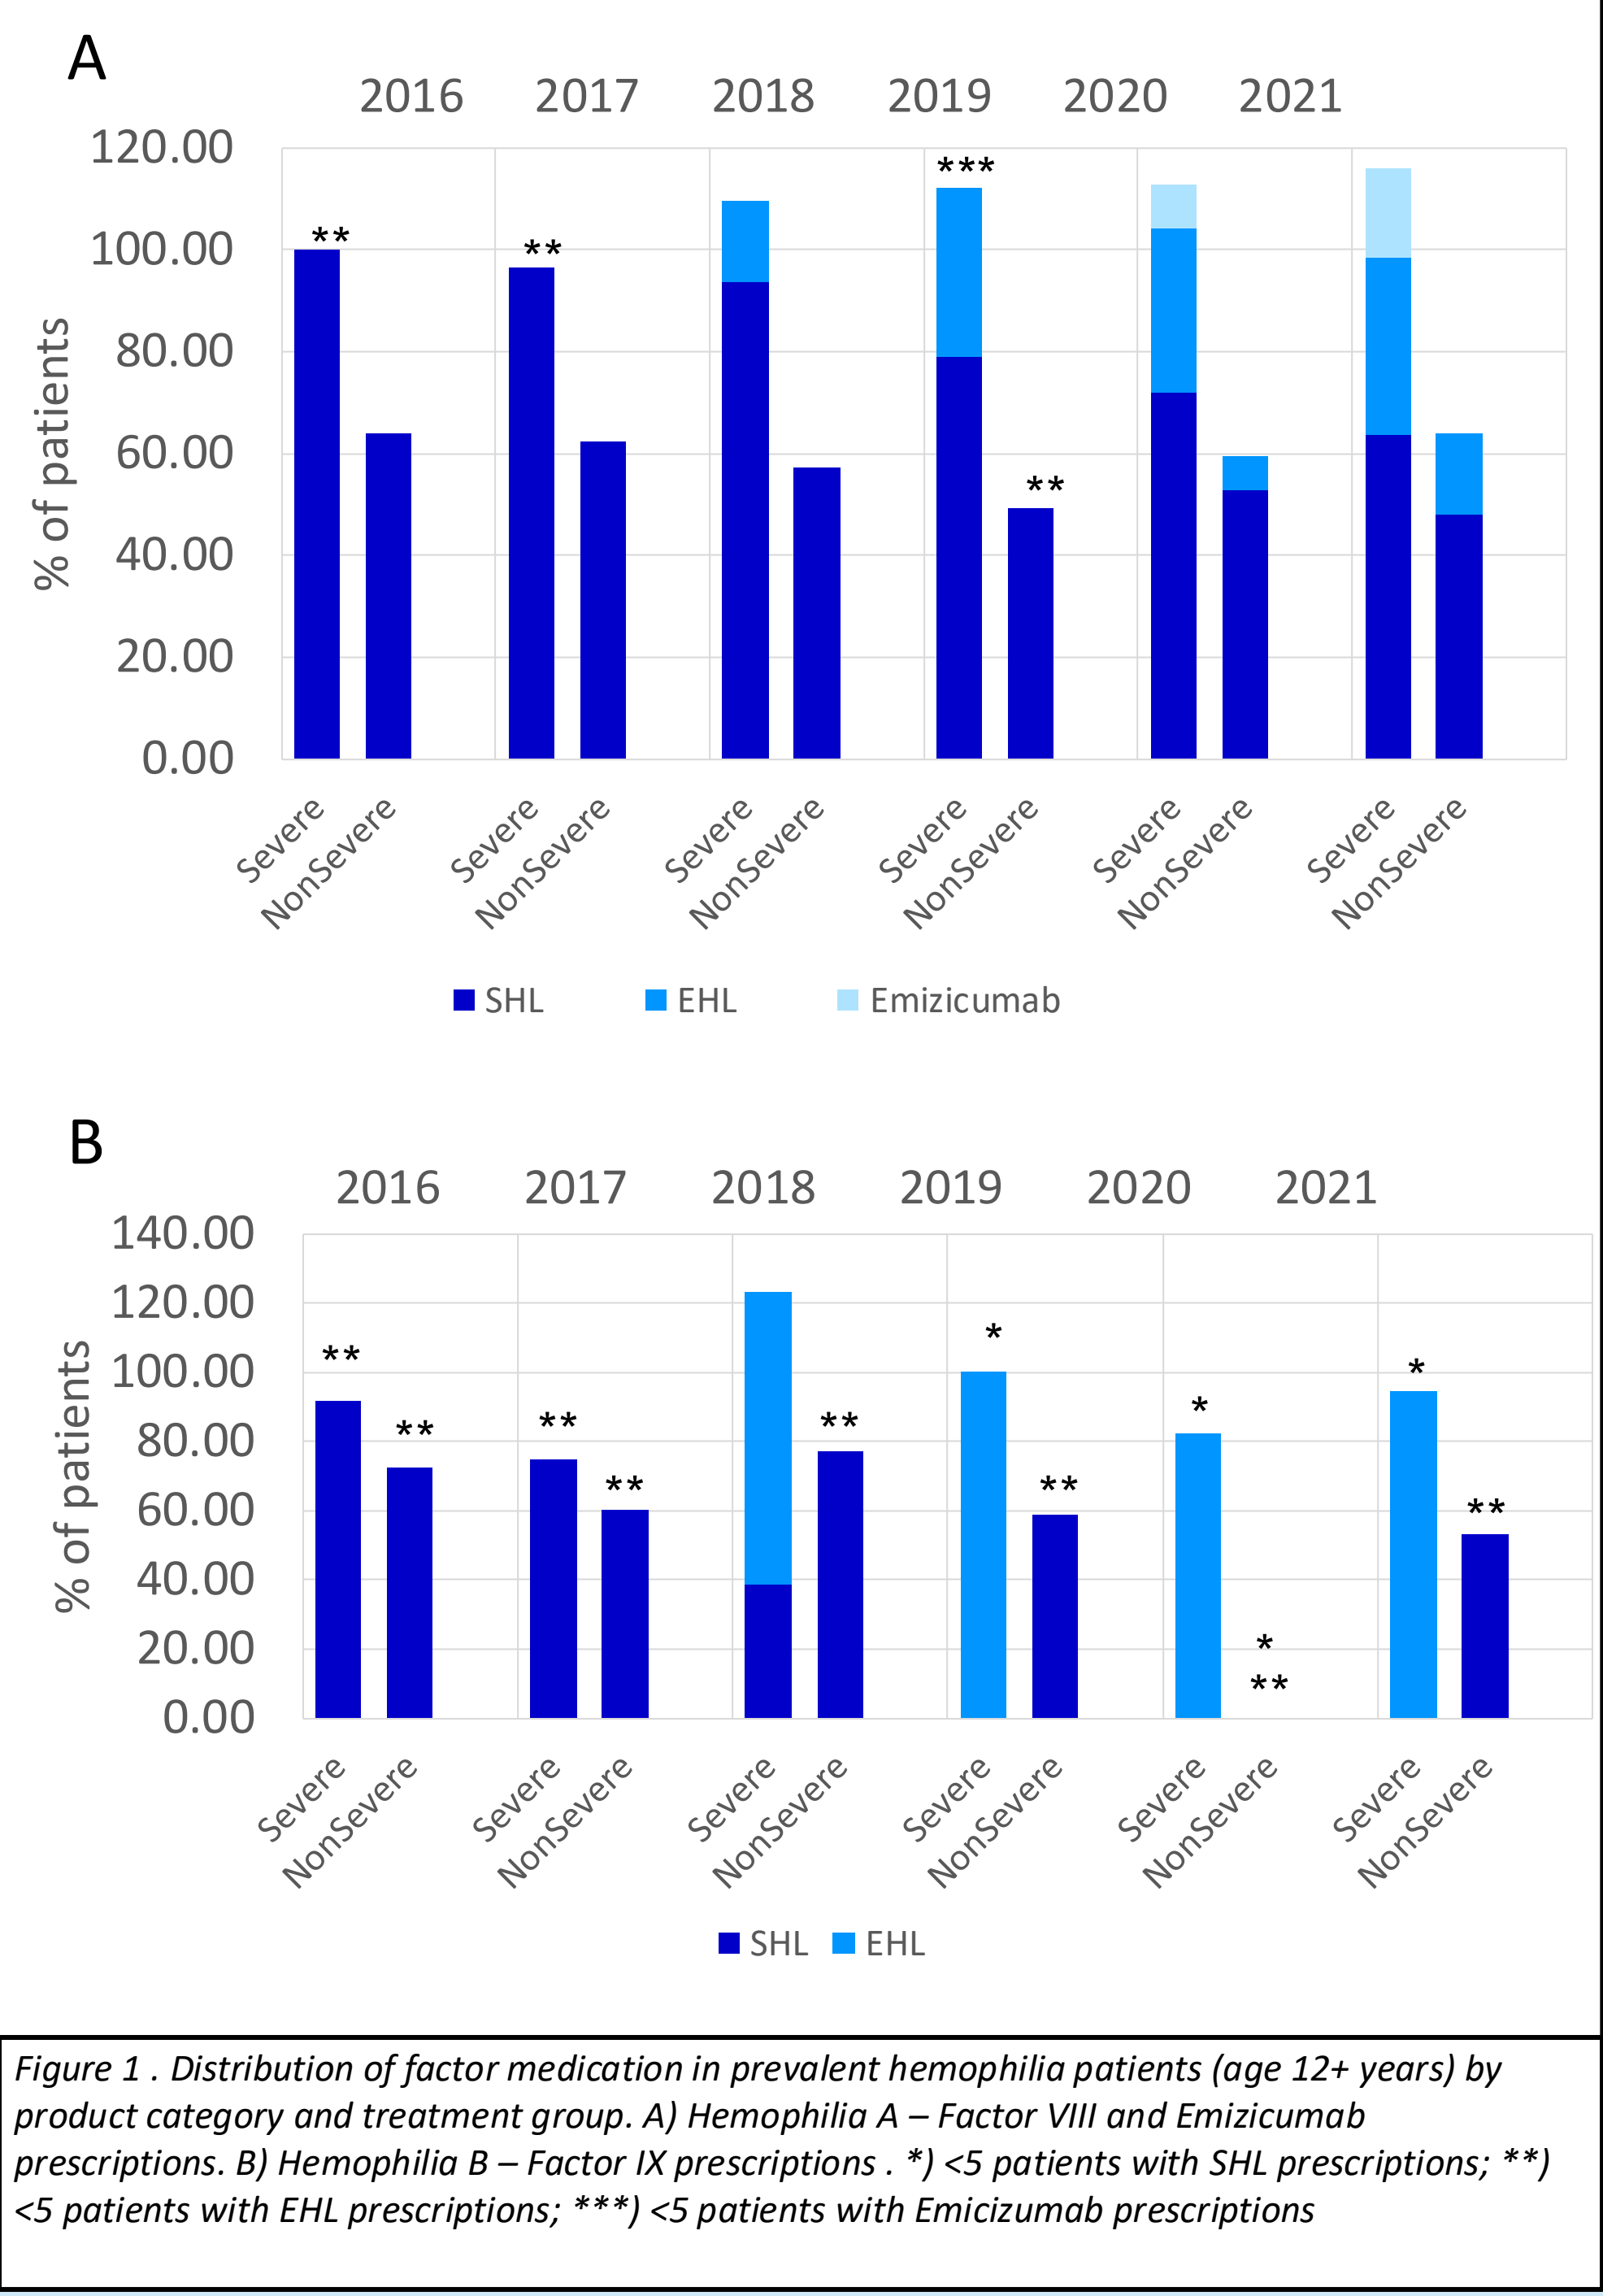 A
2016 2017 2018 2019 2020 2021
120.00
100.00
80.00
60.00
40.00
20.00
0.00
% of patients
** ** *** **
Severe NonSevere Severe NonSevere Severe NonSevere Severe NonSevere Severe NonSevere Severe NonSevere
SHL EHL Emizicumab
B
2016 2017 2018 2019 2020 2021
140.00
120.00
100.00
80.00
60.00
40.00
20.00
0.00
% of patients
** ** ** ** ** * ** * * ** * **
Severe NonSevere Severe NonSevere Severe NonSevere Severe NonSevere Severe NonSevere Severe NonSevere
SHL EHL
Figure 1 . Distribution of factor medication in prevalent hemophilia patients (age 12+ years) by
product category and treatment group. A) Hemophilia A – Factor VIII and Emizicumab
prescriptions. B) Hemophilia B – Factor IX prescriptions . *) <5 patients with SHL prescriptions; **)
<5 patients with EHL prescriptions; ***) <5 patients with Emicizumab prescriptions